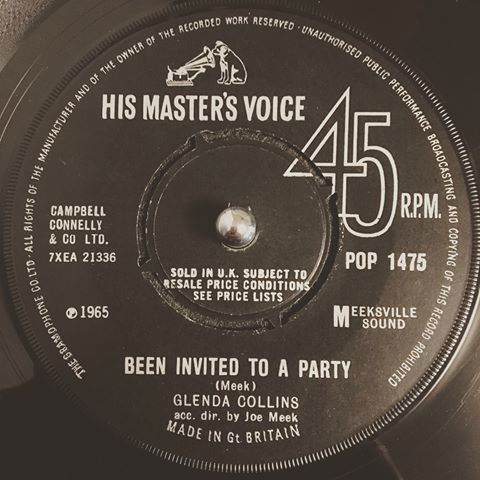 THE GRAMOPHONE CO. LTD. · ALL RIGHTS OF THE MANUFACTURER AND OF THE OWNER OF THE RECORDED WORK RESERVED · UNAUTHORISED PUBLIC PERFORMANCE BROADCASTING AND COPYING OF THIS RECORD PROHIBITED
HIS MASTER'S VOICE
45
R.P.M.
CAMPBELL
CONNELLY
& CO LTD.
7XEA 21336
POP 1475
SOLD IN U.K. SUBJECT TO
RESALE PRICE CONDITIONS
SEE PRICE LISTS
℗ 1965
MEEKSVILLE
SOUND
BEEN INVITED TO A PARTY
(Meek)
GLENDA COLLINS
acc. dir. by Joe Meek
MADE IN Gt. BRITAIN